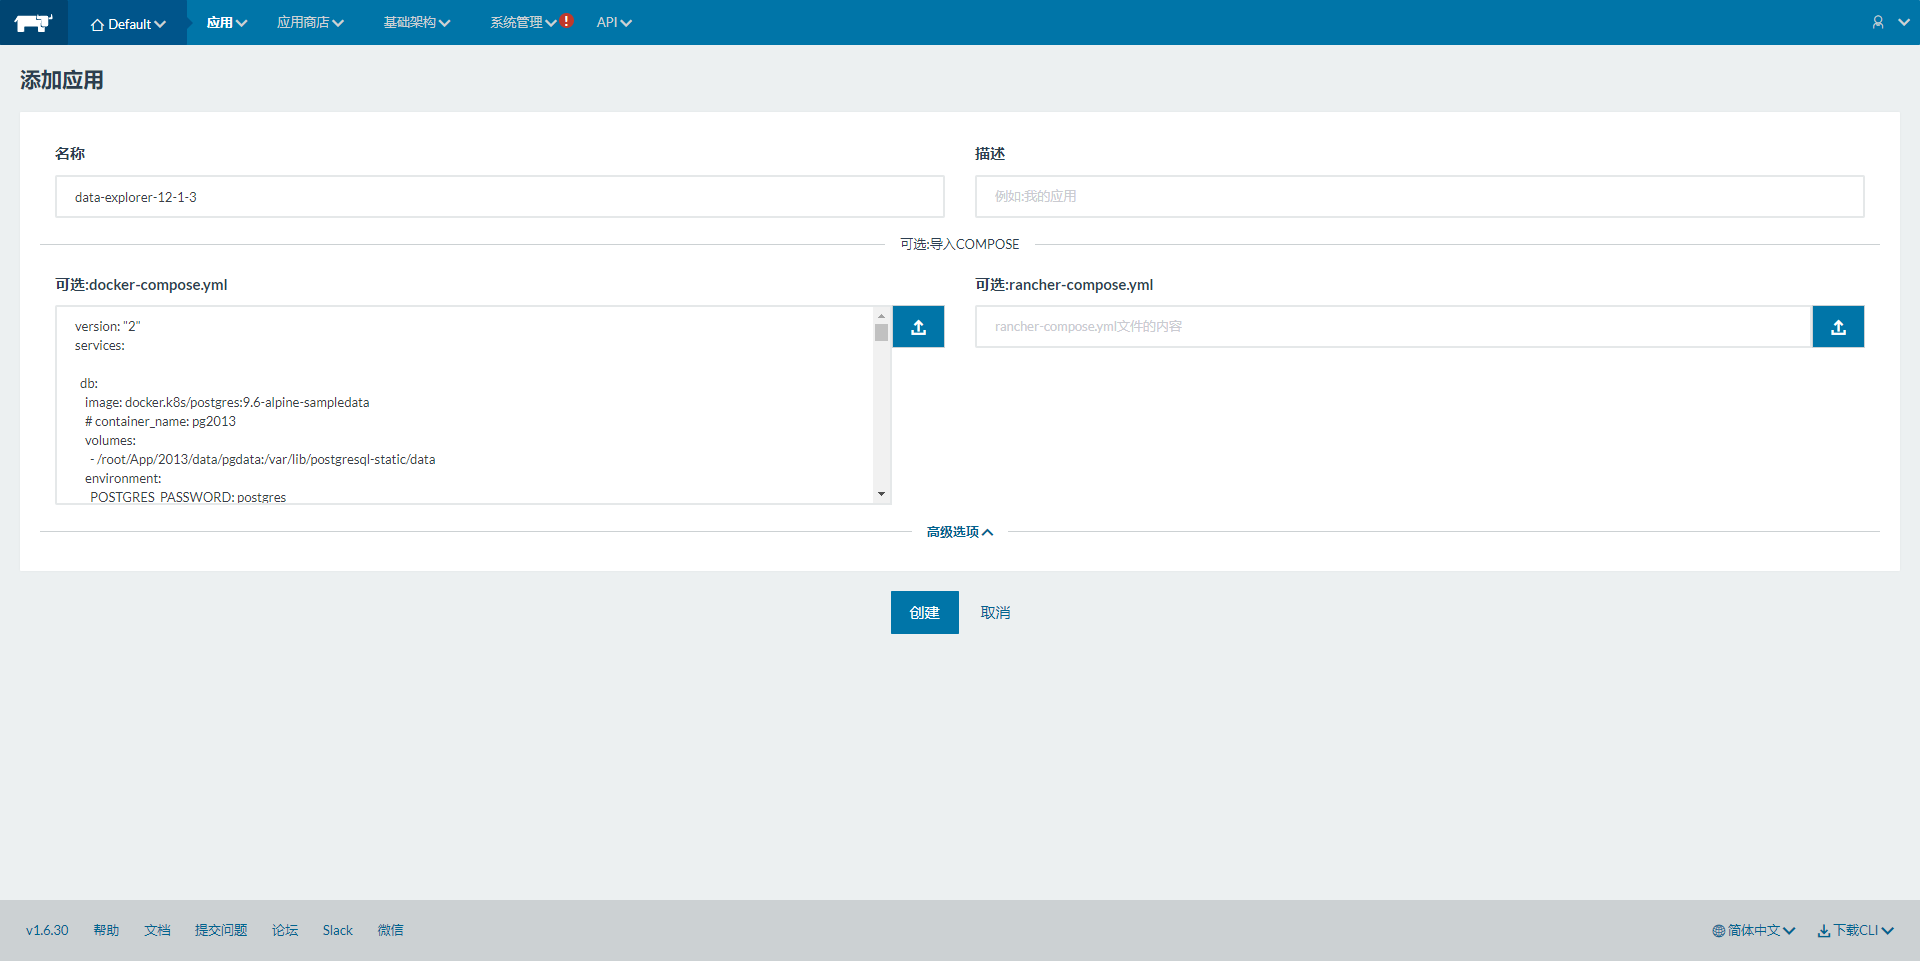 Default 应用 应用商店 基础架构 系统管理 ! API
添加应用
名称 描述
data-explorer-12-1-3 例如:我的应用
可选:导入COMPOSE
可选:docker-compose.yml 可选:rancher-compose.yml
version: "2" rancher-compose.yml文件的内容
services:
db:
image: docker.k8s/postgres:9.6-alpine-sampledata
# container_name: pg2013
volumes:
- /root/App/2013/data/pgdata:/var/lib/postgresql-static/data
environment:
POSTGRES_PASSWORD: postgres
高级选项
创建 取消
v1.6.30 帮助 文档 提交问题 论坛 Slack 微信 简体中文 下载CLI